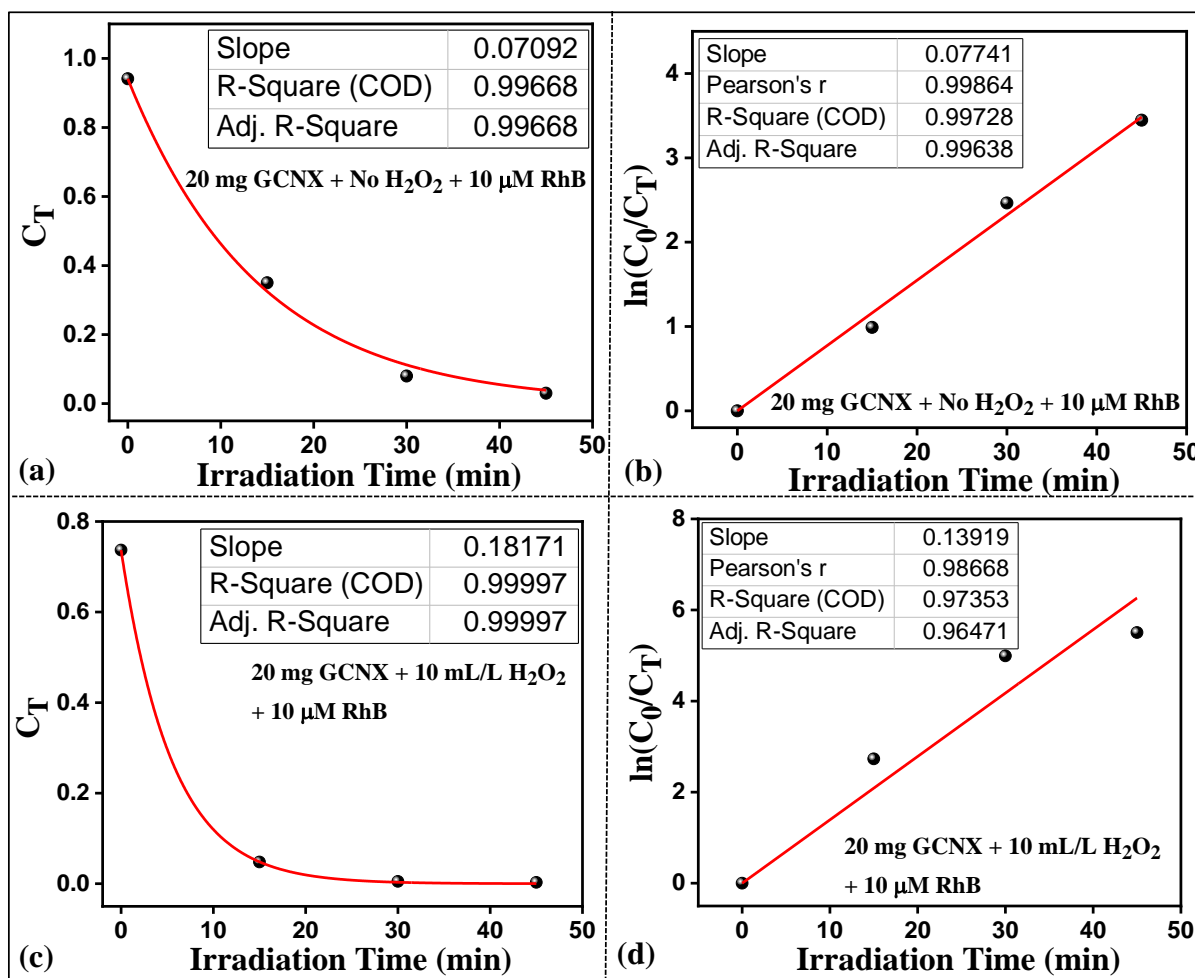 Slope 0.07092
R-Square (COD) 0.99668
Adj. R-Square 0.99668
20 mg GCNX + No H₂O₂ + 10 μM RhB
C_T
1.0
0.8
0.6
0.4
0.2
0.0
0 10 20 30 40 50
Irradiation Time (min)
(a)
Slope 0.07741
Pearson's r 0.99864
R-Square (COD) 0.99728
Adj. R-Square 0.99638
20 mg GCNX + No H₂O₂ + 10 μM RhB
ln(C₀/C_T)
4
3
2
1
0
0 10 20 30 40 50
Irradiation Time (min)
(b)
Slope 0.18171
R-Square (COD) 0.99997
Adj. R-Square 0.99997
20 mg GCNX + 10 mL/L H₂O₂
+ 10 μM RhB
C_T
0.8
0.6
0.4
0.2
0.0
0 10 20 30 40 50
Irradiation Time (min)
(c)
Slope 0.13919
Pearson's r 0.98668
R-Square (COD) 0.97353
Adj. R-Square 0.96471
20 mg GCNX + 10 mL/L H₂O₂
+ 10 μM RhB
ln(C₀/C_T)
8
6
4
2
0
0 10 20 30 40 50
Irradiation Time (min)
(d)